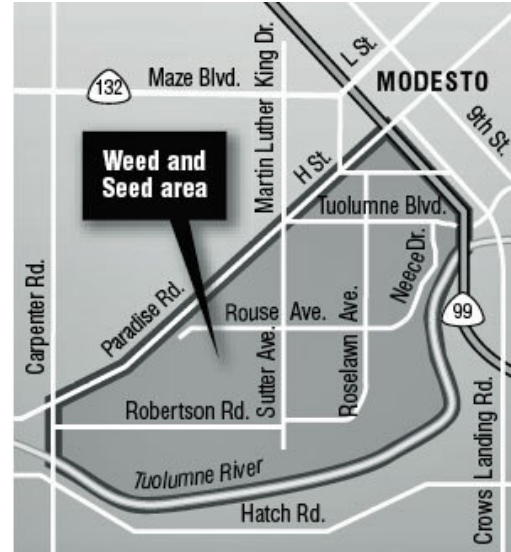 L St.
MODESTO
132
Maze Blvd.
Martin Luther King Dr.
9th St.
Weed and
Seed area
H St.
Tuolumne Blvd.
Neece Dr.
Carpenter Rd.
Paradise Rd.
Rouse Ave.
99
Sutter Ave.
Roselawn Ave.
Robertson Rd.
Tuolumne River
Crows Landing Rd.
Hatch Rd.